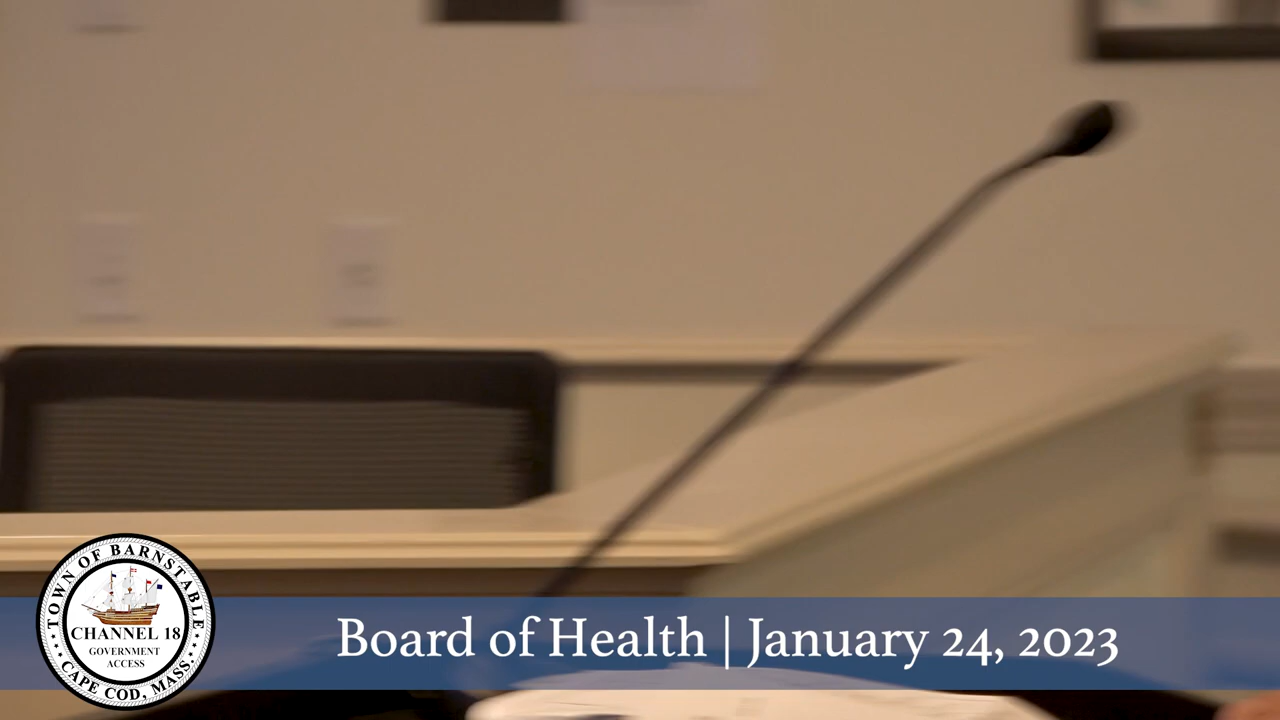 Board of Health | January 24, 2023
TOWN OF BARNSTABLE
CHANNEL 18
GOVERNMENT
ACCESS
CAPE COD, MASS.